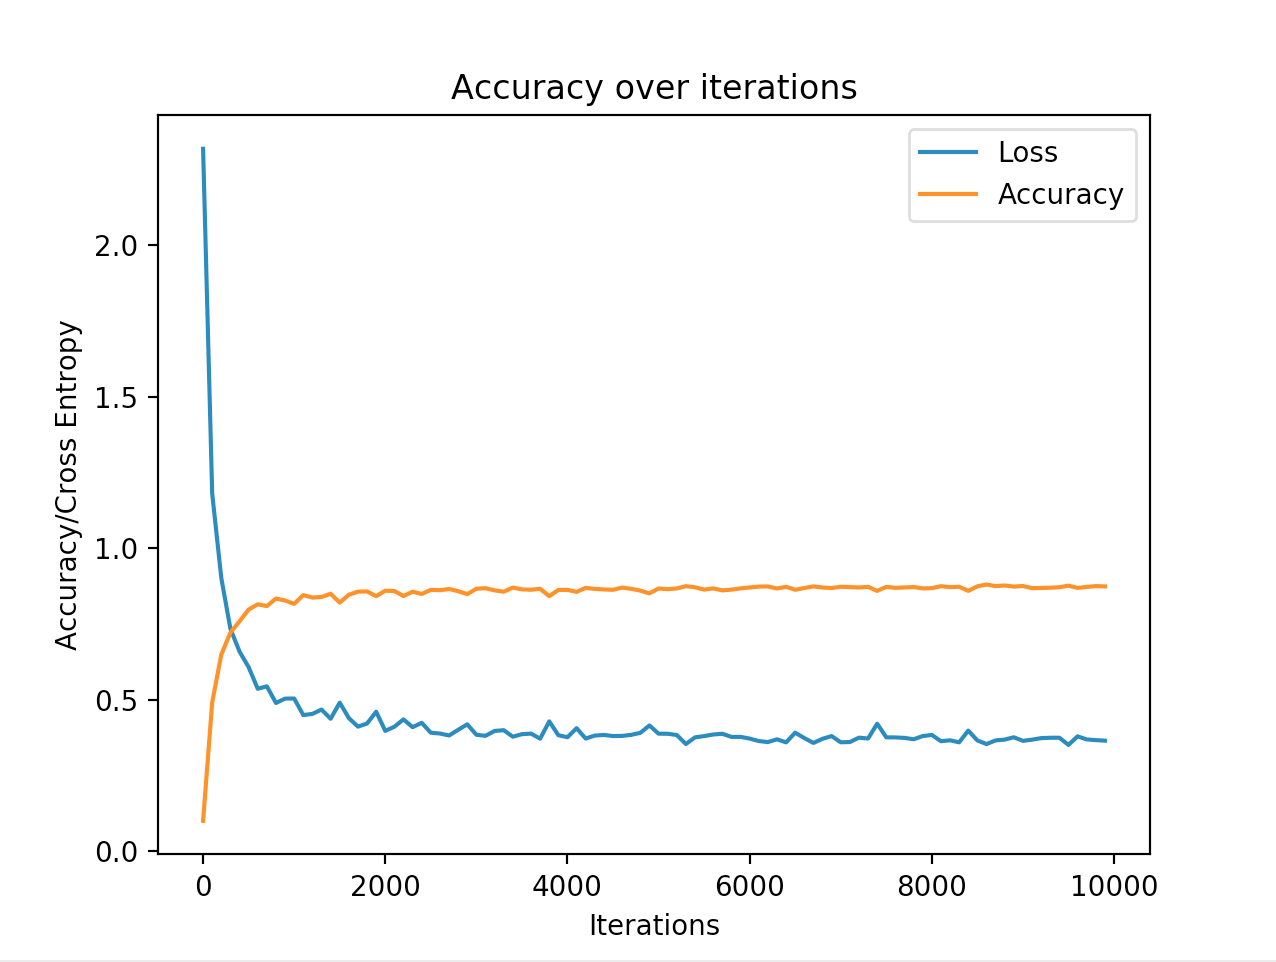 Accuracy over iterations
Loss
Accuracy
Accuracy/Cross Entropy
2.0
1.5
1.0
0.5
0.0
0 2000 4000 6000 8000 10000
Iterations